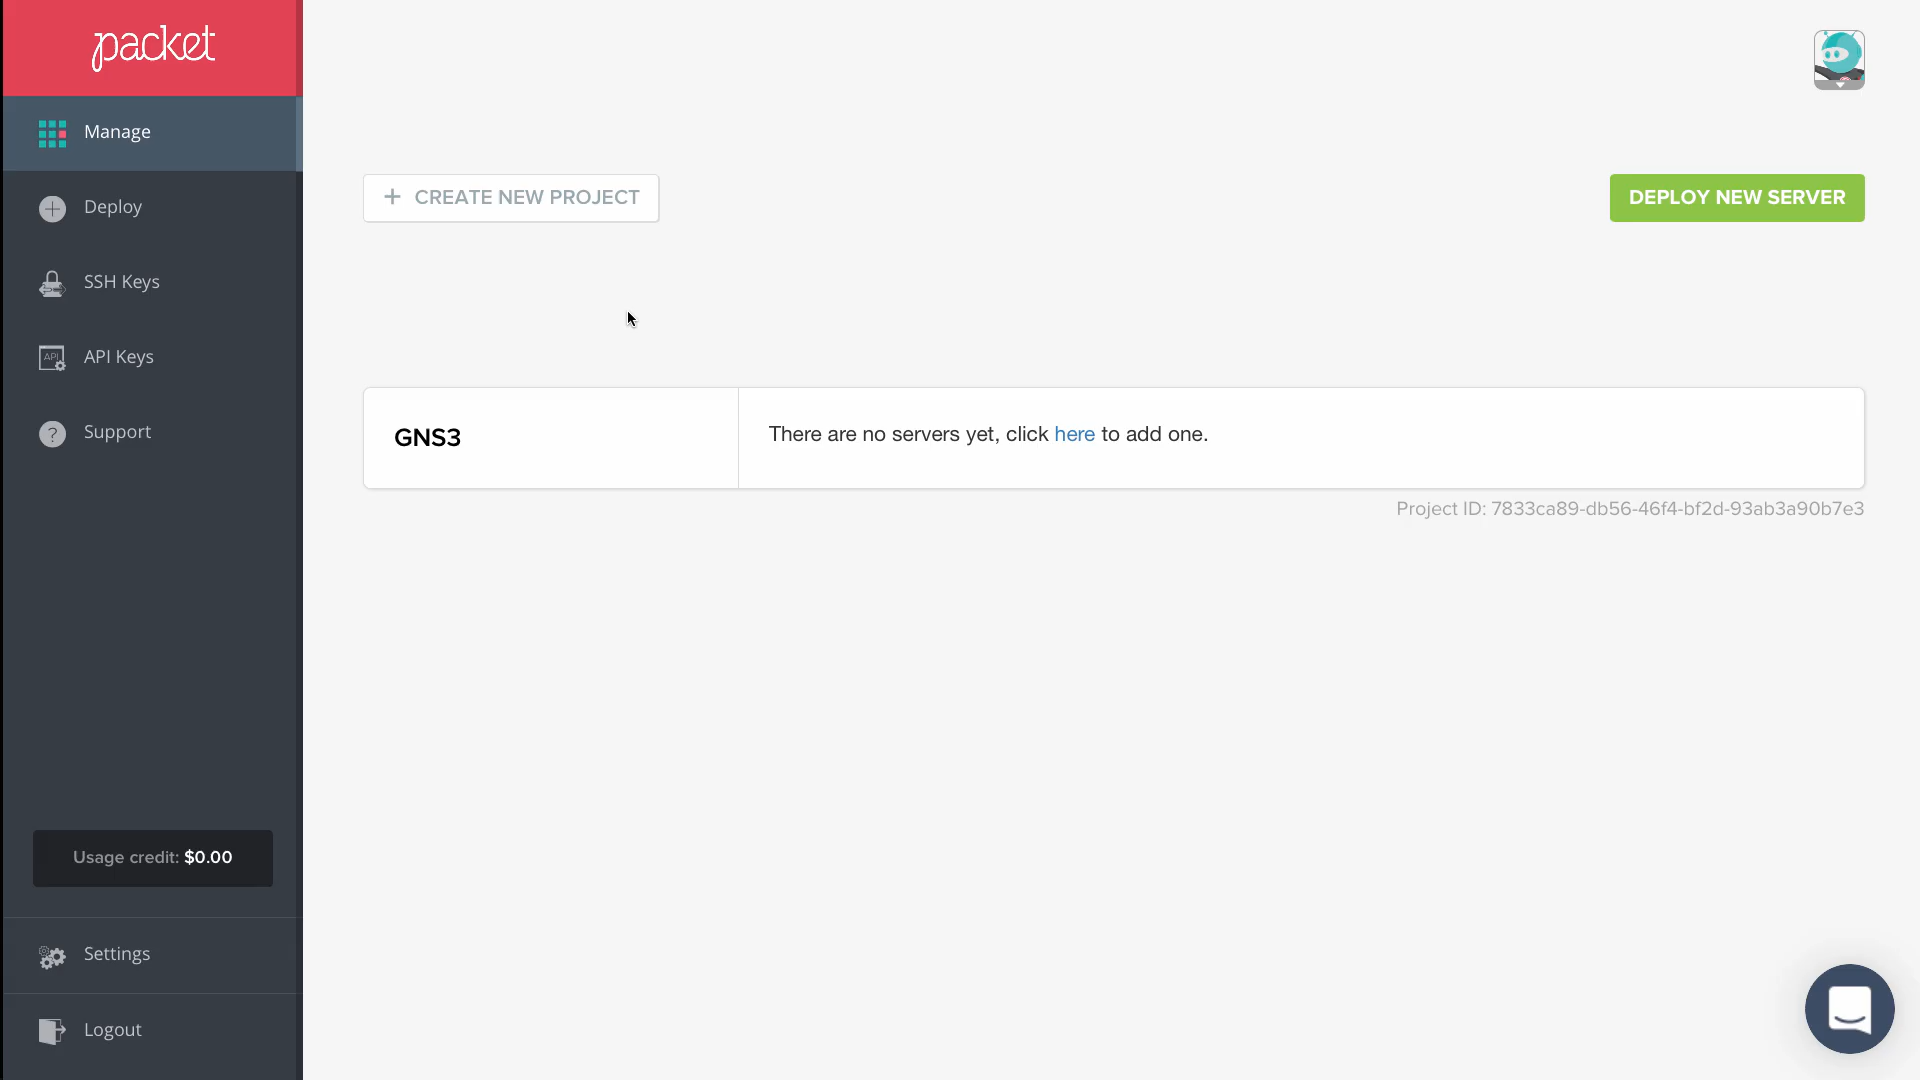 packet
Manage
Deploy
SSH Keys
API
API Keys
Support
Usage credit: $0.00
Settings
Logout
+ CREATE NEW PROJECT
DEPLOY NEW SERVER
GNS3
There are no servers yet, click here to add one.
Project ID: 7833ca89-db56-46f4-bf2d-93ab3a90b7e3